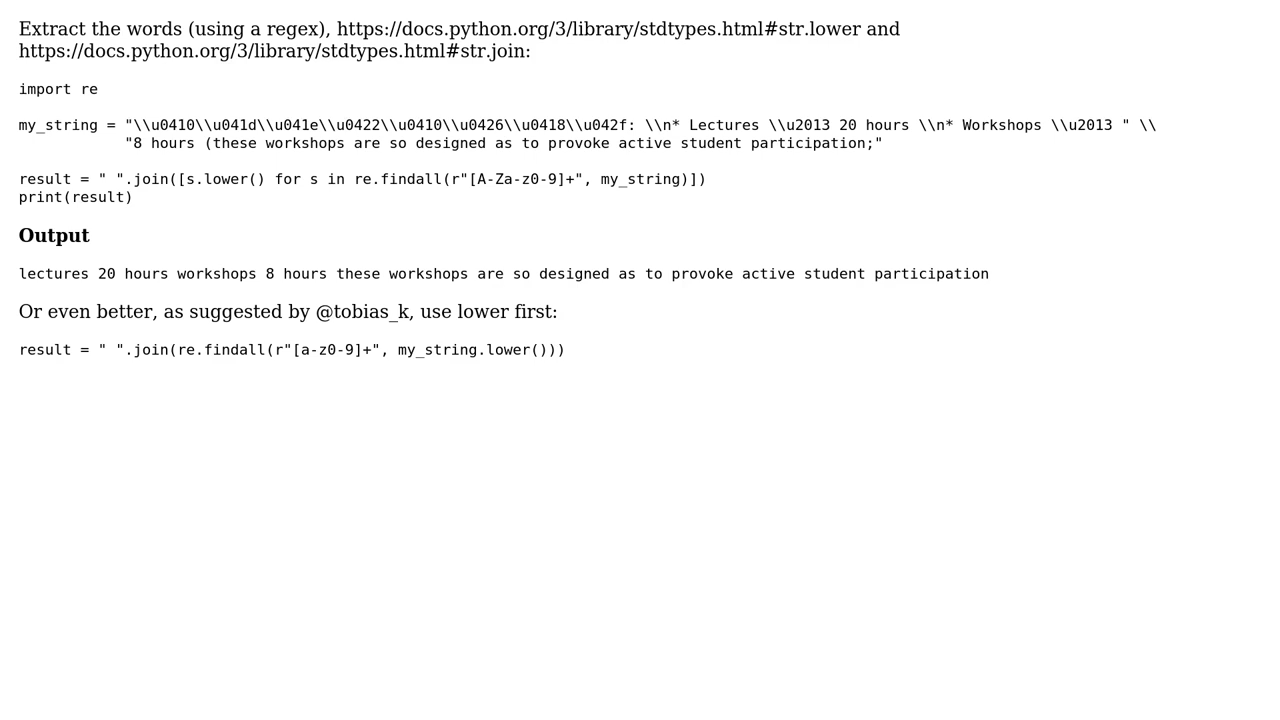 Extract the words (using a regex), https://docs.python.org/3/library/stdtypes.html#str.lower and
https://docs.python.org/3/library/stdtypes.html#str.join:
import re
my_string = "\\u0410\\u041d\\u041e\\u0422\\u0410\\u0426\\u0418\\u042f: \\n* Lectures \\u2013 20 hours \\n* Workshops \\u2013 " \\
"8 hours (these workshops are so designed as to provoke active student participation;"
result = " ".join([s.lower() for s in re.findall(r"[A-Za-z0-9]+", my_string)])
print(result)
Output
lectures 20 hours workshops 8 hours these workshops are so designed as to provoke active student participation
Or even better, as suggested by @tobias_k, use lower first:
result = " ".join(re.findall(r"[a-z0-9]+", my_string.lower()))